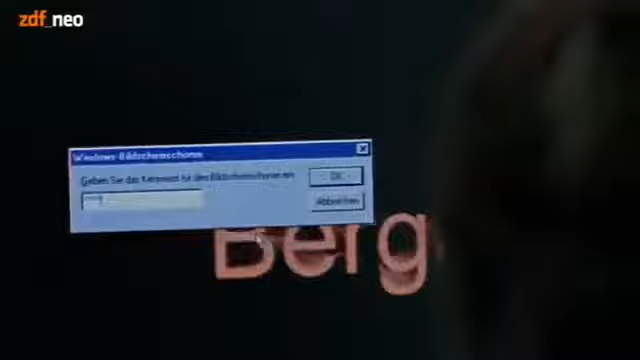 zdf_neo
Windows-Bildschirmschoner
Geben Sie das Kennwort für den Bildschirmschoner ein
OK
****
Abbrechen
Berg